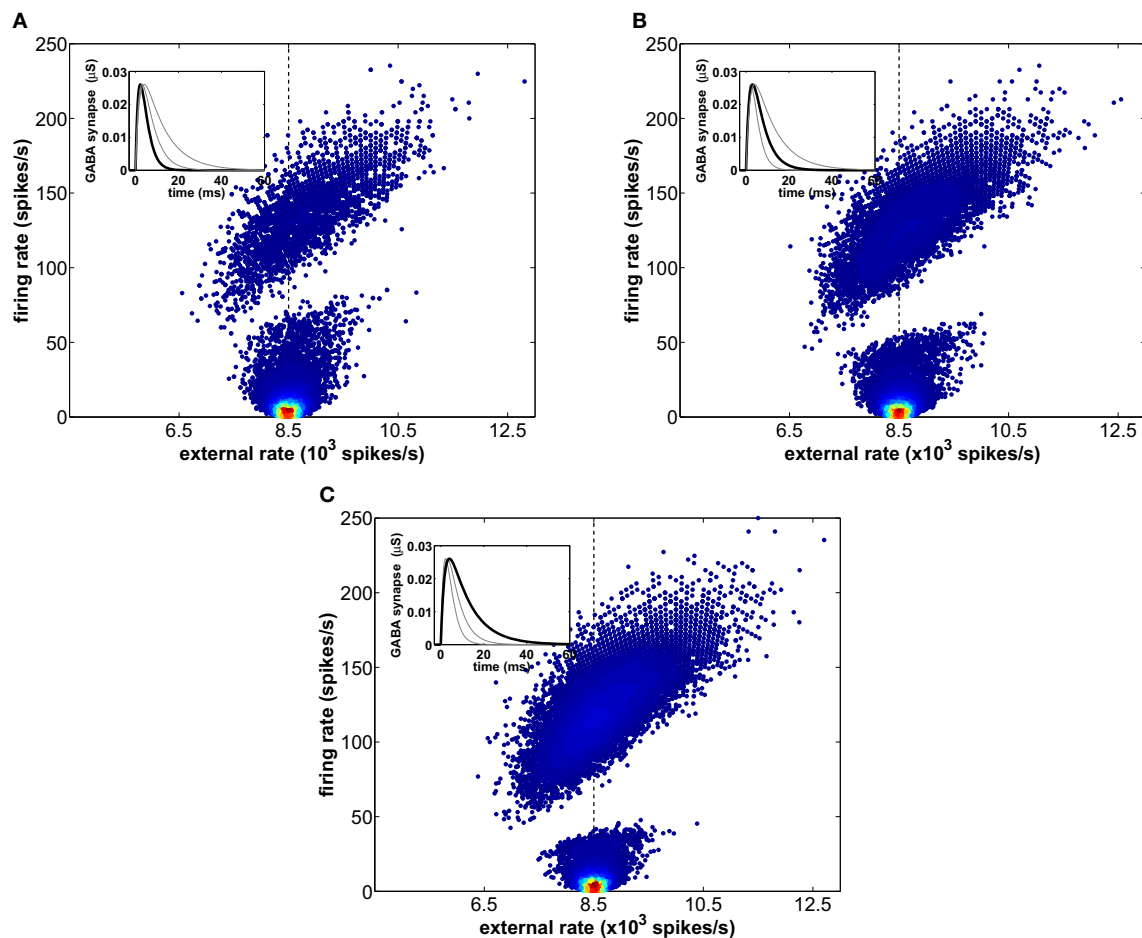 A
250
200
150
100
50
0
firing rate (spikes/s)
6.5 8.5 10.5 12.5
external rate (10³ spikes/s)
0.03
0.02
0.01
0
GABA synapse (μS)
0 20 40 60
time (ms)
B
250
200
150
100
50
0
firing rate (spikes/s)
6.5 8.5 10.5 12.5
external rate (x10³ spikes/s)
0.03
0.02
0.01
0
GABA synapse (μS)
0 20 40 60
time (ms)
C
250
200
150
100
50
0
firing rate (spikes/s)
6.5 8.5 10.5 12.5
external rate (x10³ spikes/s)
0.03
0.02
0.01
0
GABA synapse (μS)
0 20 40 60
time (ms)